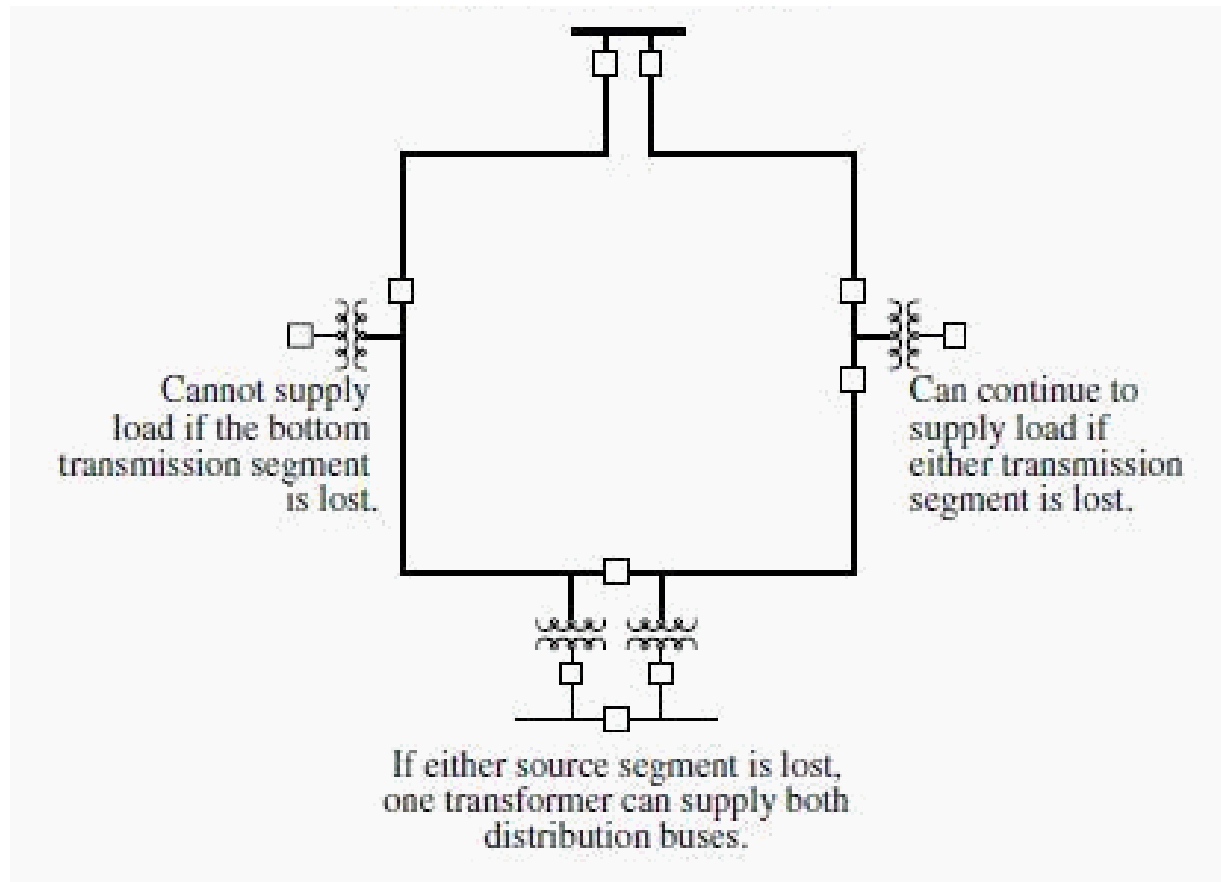 Cannot supply
load if the bottom
transmission segment
is lost.
Can continue to
supply load if
either transmission
segment is lost.
If either source segment is lost,
one transformer can supply both
distribution buses.